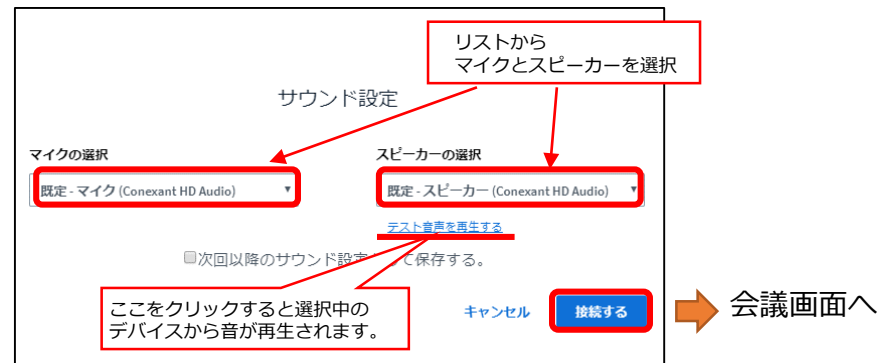 リストから
マイクとスピーカーを選択
サウンド設定
マイクの選択
スピーカーの選択
既定 - マイク (Conexant HD Audio)
既定 - スピーカー (Conexant HD Audio)
テスト音声を再生する
次回以降のサウンド設定 て保存する。
ここをクリックすると選択中の
デバイスから音が再生されます。
キャンセル
接続する
会議画面へ